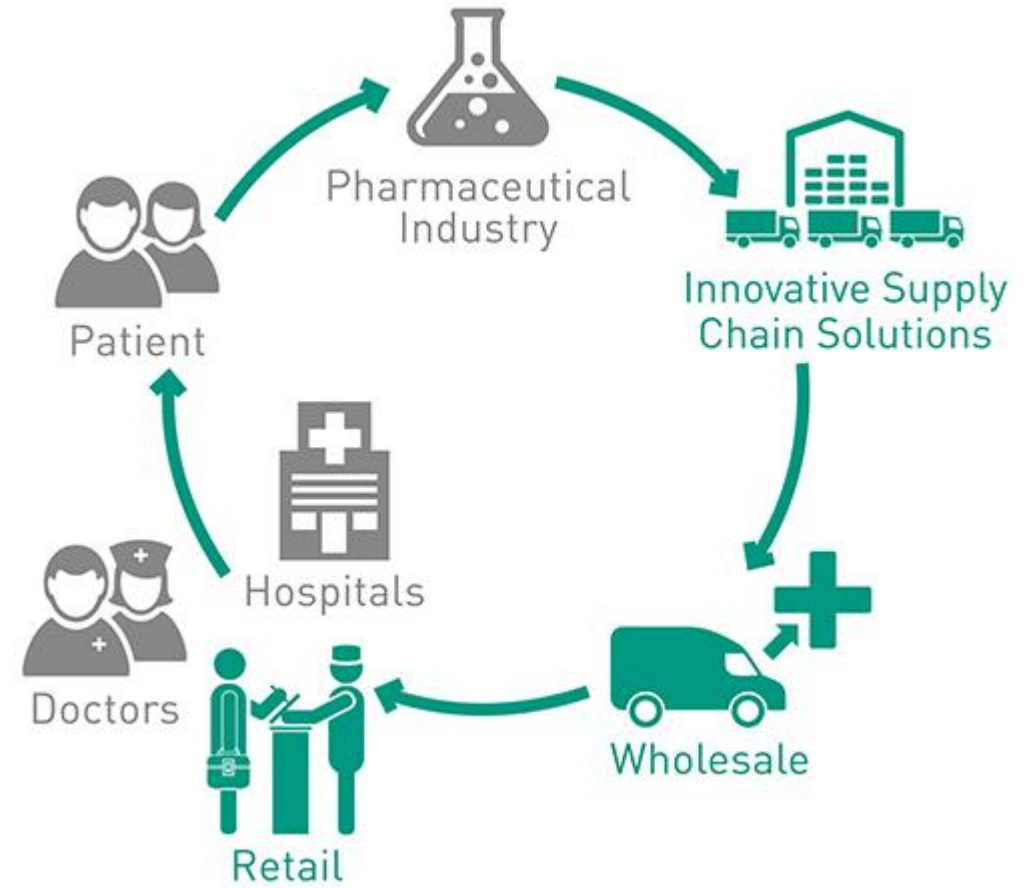 Pharmaceutical
Industry
Innovative Supply
Chain Solutions
Wholesale
Retail
Doctors
Hospitals
Patient